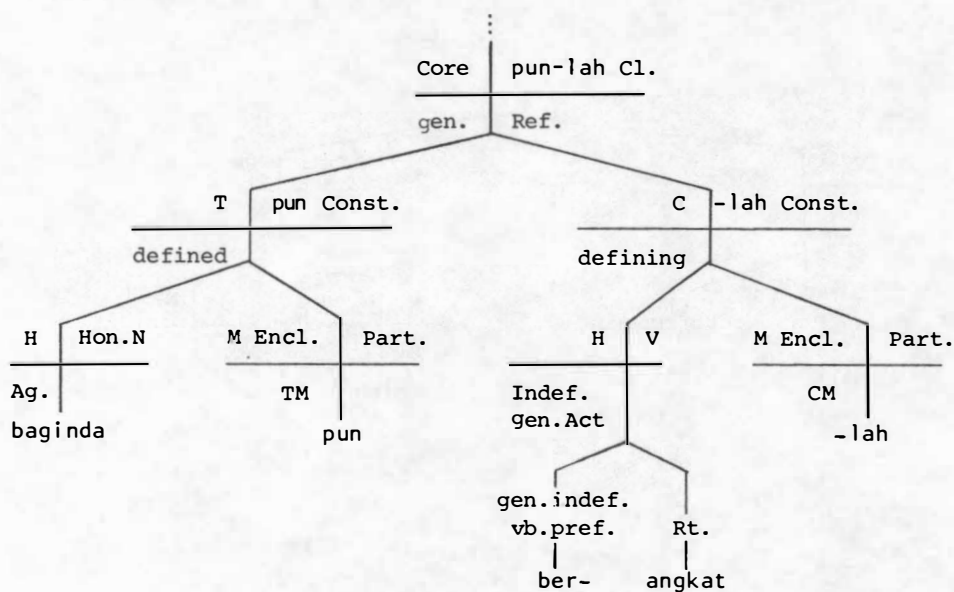 Core pun-lah Cl.
gen. Ref.
T pun Const. C -lah Const.
defined defining
H Hon.N M Encl. Part. H V M Encl. Part.
Ag. TM Indef. CM
gen.Act
baginda pun -lah
gen.indef.
vb.pref. Rt.
ber- angkat